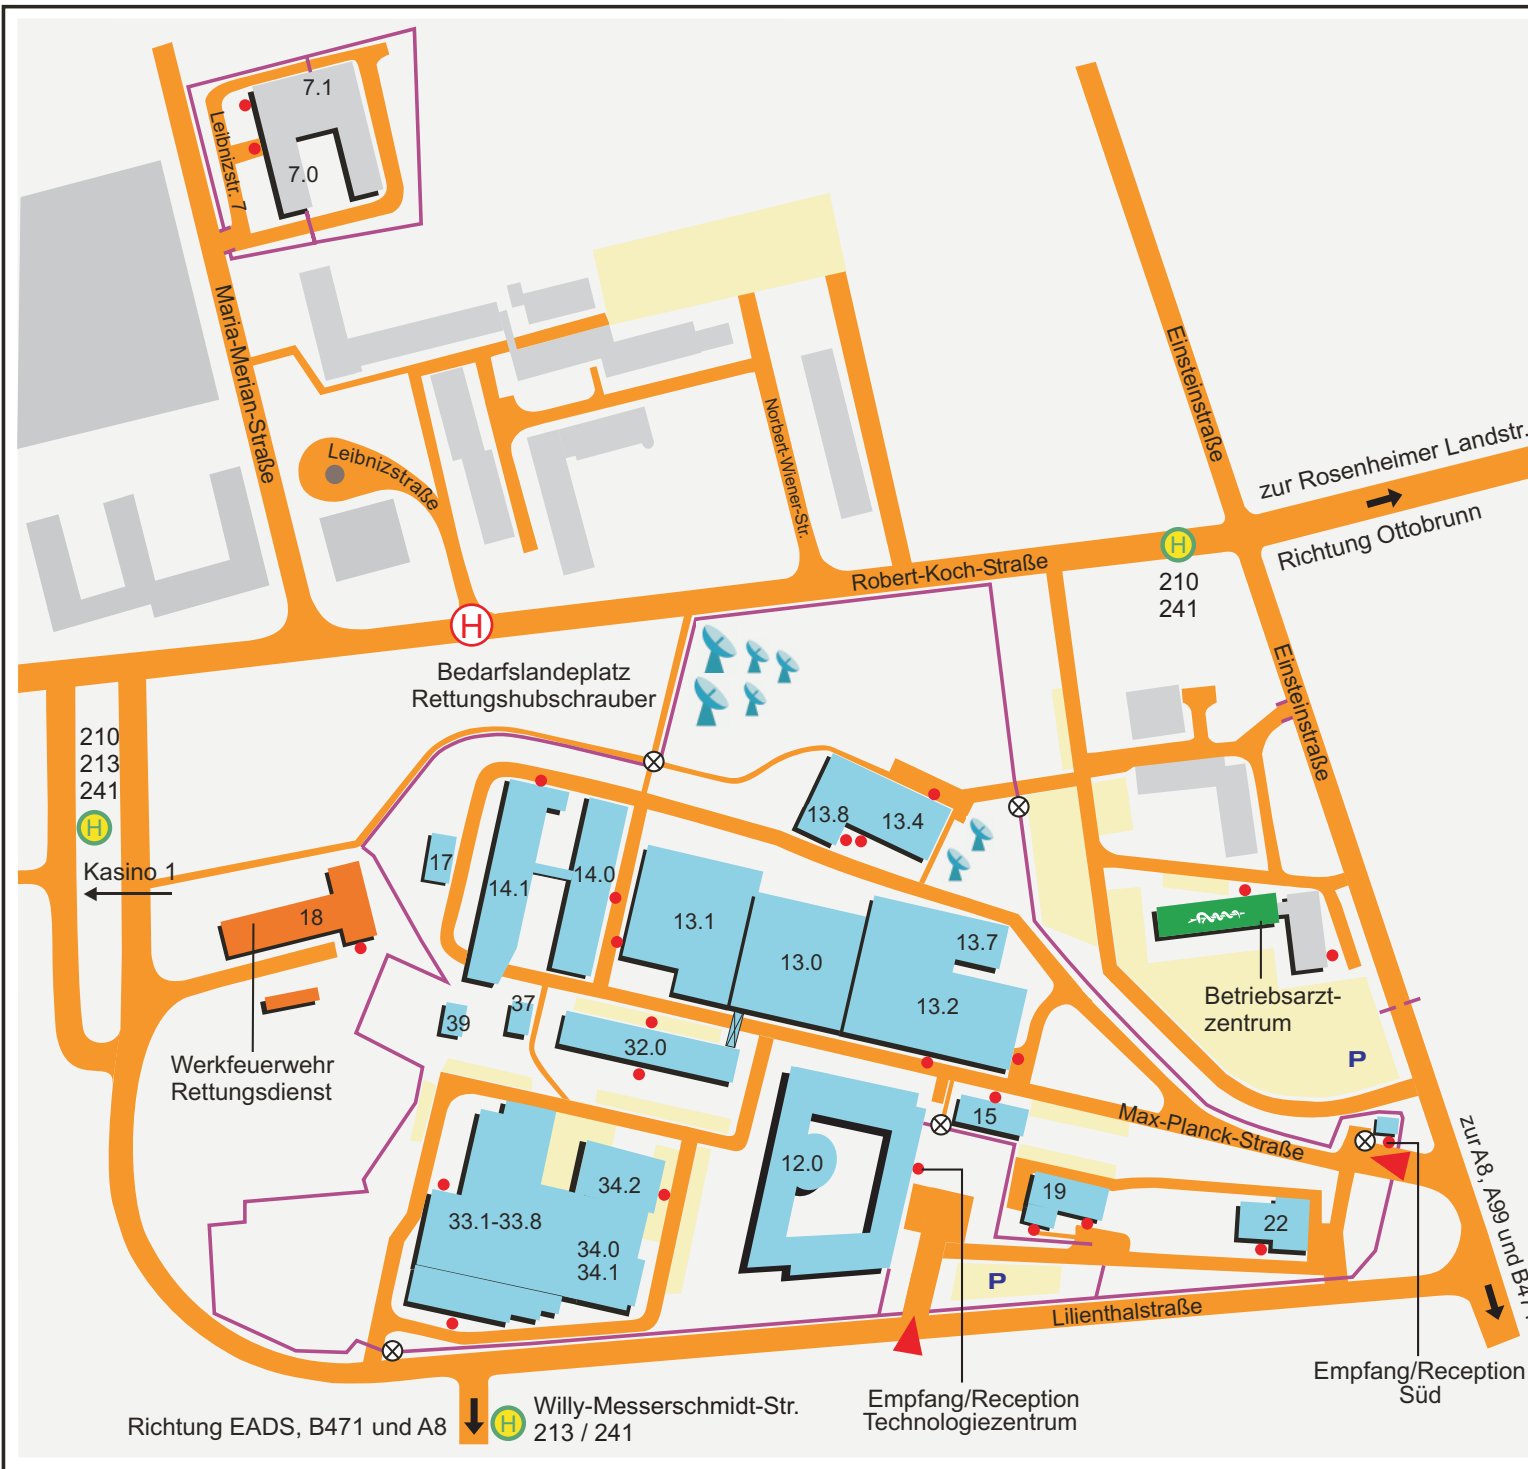 7.1
Leibnizstr. 7
7.0
Maria-Merian-Straße
Einsteinstraße
Norbert-Wiener-Str.
Leibnizstraße
zur Rosenheimer Landstr.
Richtung Ottobrunn
Robert-Koch-Straße
H
210
241
H
Bedarfslandeplatz
Rettungshubschrauber
Einsteinstraße
210
213
241
H
Kasino 1
13.8
13.4
17
14.1
14.0
18
13.1
13.7
13.0
13.2
Betriebsarzt-
zentrum
37
39
32.0
P
Werkfeuerwehr
Rettungsdienst
15
Max-Planck-Straße
zur A8, A99 und B471
12.0
34.2
19
22
33.1-33.8
34.0
34.1
P
Lilienthalstraße
Empfang/Reception
Süd
Empfang/Reception
Technologiezentrum
Richtung EADS, B471 und A8
H
Willy-Messerschmidt-Str.
213 / 241